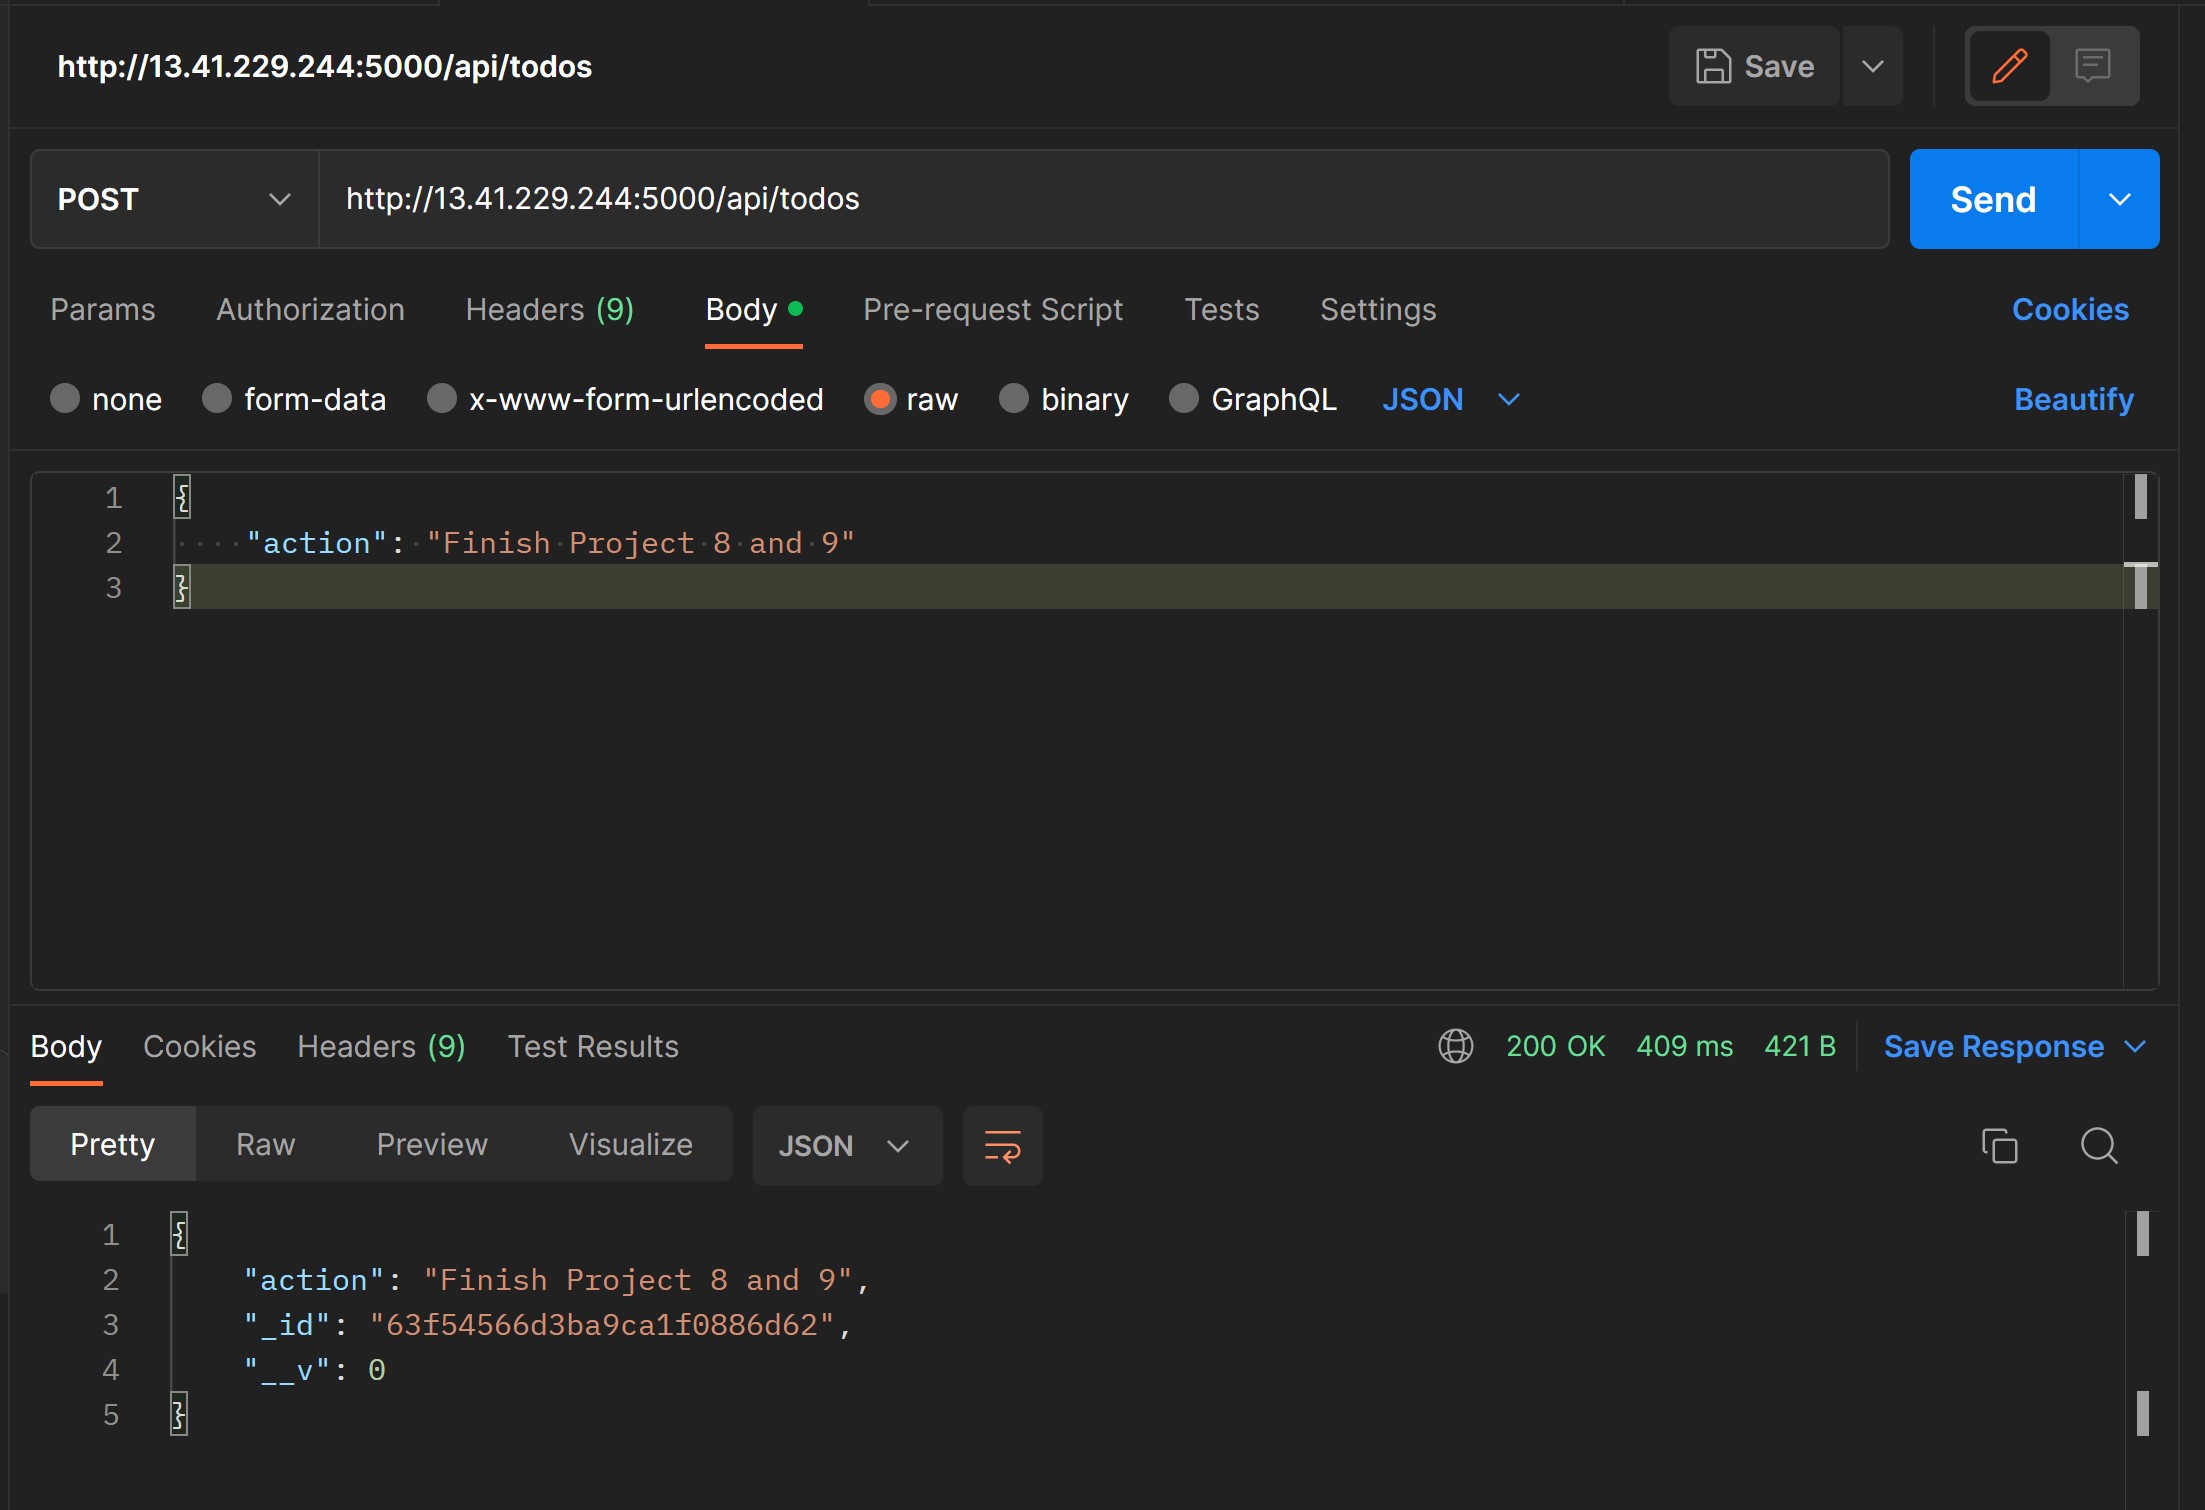 http://13.41.229.244:5000/api/todos
Save
POST
http://13.41.229.244:5000/api/todos
Send
Params Authorization Headers (9) Body Pre-request Script Tests Settings Cookies
none form-data x-www-form-urlencoded raw binary GraphQL JSON Beautify
1 {
2 "action": "Finish Project 8 and 9"
3 }
Body Cookies Headers (9) Test Results 200 OK 409 ms 421 B Save Response
Pretty Raw Preview Visualize JSON
1 {
2 "action": "Finish Project 8 and 9",
3 "_id": "63f54566d3ba9ca1f0886d62",
4 "__v": 0
5 }